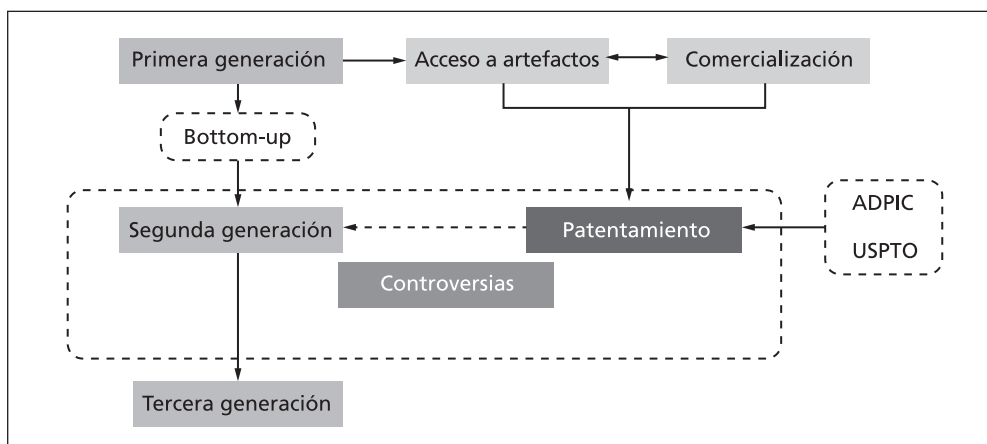 Primera generación
Acceso a artefactos
Comercialización
Bottom-up
Segunda generación
Patentamiento
ADPIC
USPTO
Controversias
Tercera generación